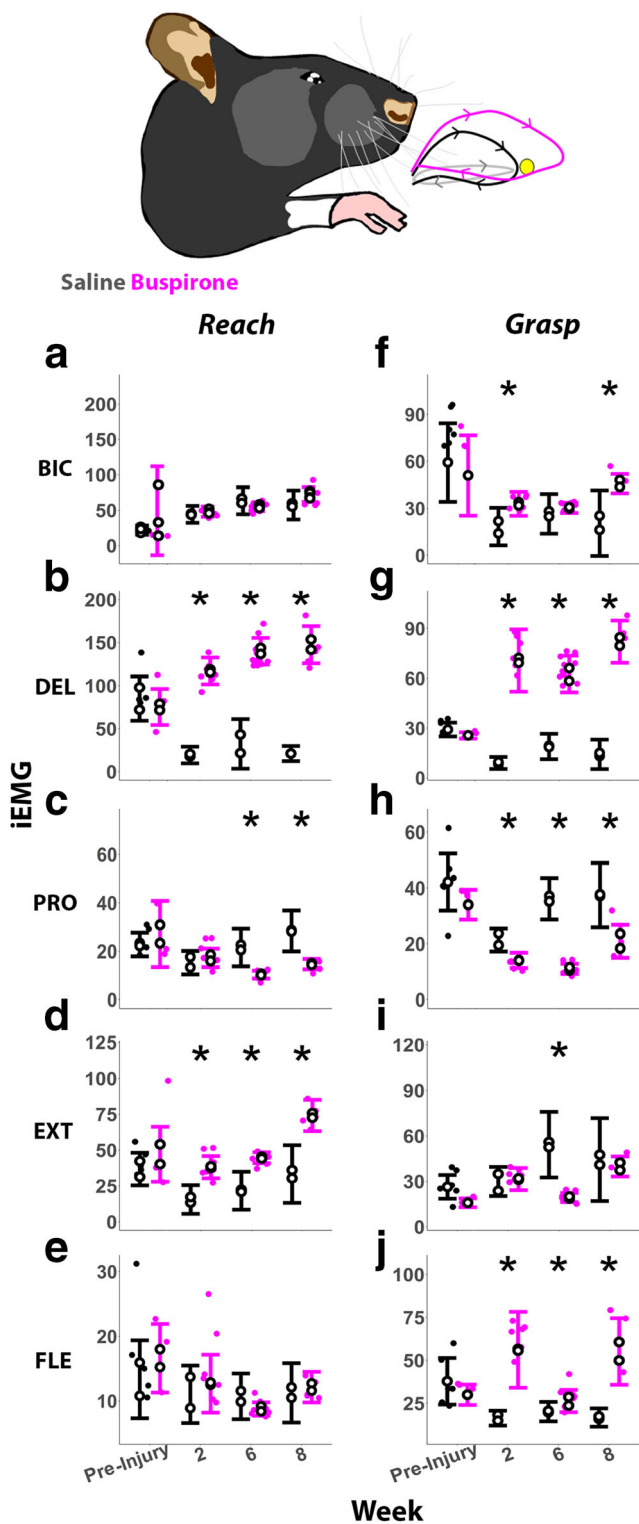 Saline Buspirone
Reach Grasp
a f
BIC
200
150
100
50
0
90
60
30
0
*
*
b g
DEL
200
150
100
50
0
* * *
90
60
30
0
* * *
iEMG
c h
PRO
60
40
20
0
* *
60
40
20
0
* * *
d i
EXT
125
100
75
50
25
0
* * *
120
90
60
30
0
*
e j
FLE
30
20
10
100
75
50
25
* * *
Pre-Injury 2 6 8 Pre-Injury 2 6 8
Week